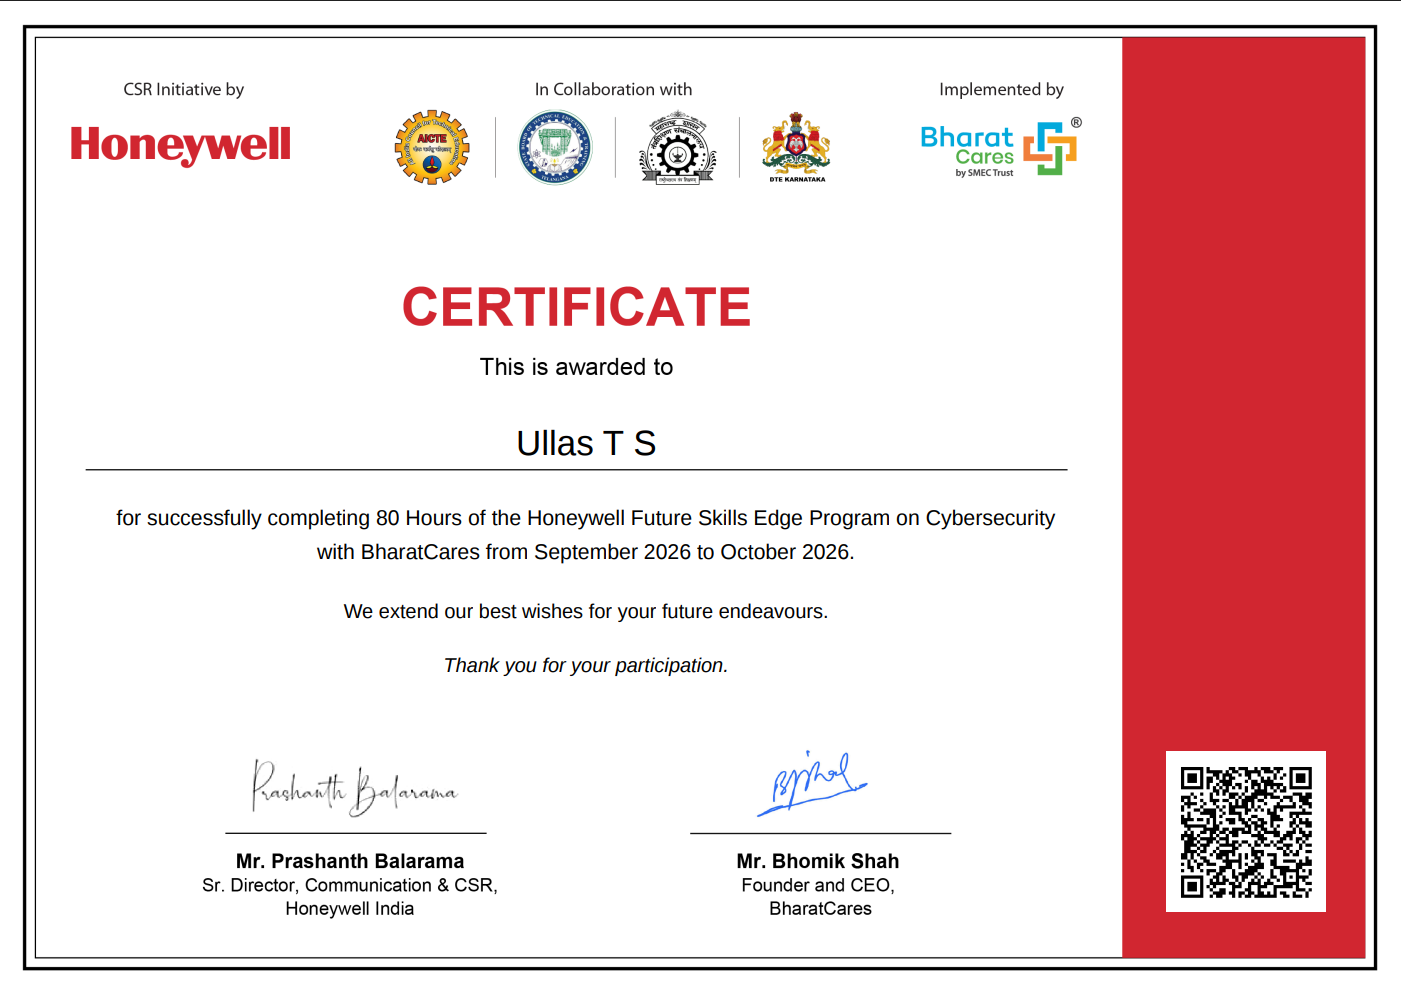 CSR Initiative by
In Collaboration with
Implemented by
Honeywell
AICTE
TELANGANA
DTE KARNATAKA
Bharat
Cares
by SMEC Trust
®
CERTIFICATE
This is awarded to
Ullas T S
for successfully completing 80 Hours of the Honeywell Future Skills Edge Program on Cybersecurity
with BharatCares from September 2026 to October 2026.
We extend our best wishes for your future endeavours.
Thank you for your participation.
Prashanth Balarama
Mr. Prashanth Balarama
Sr. Director, Communication & CSR,
Honeywell India
Mr. Bhomik Shah
Founder and CEO,
BharatCares